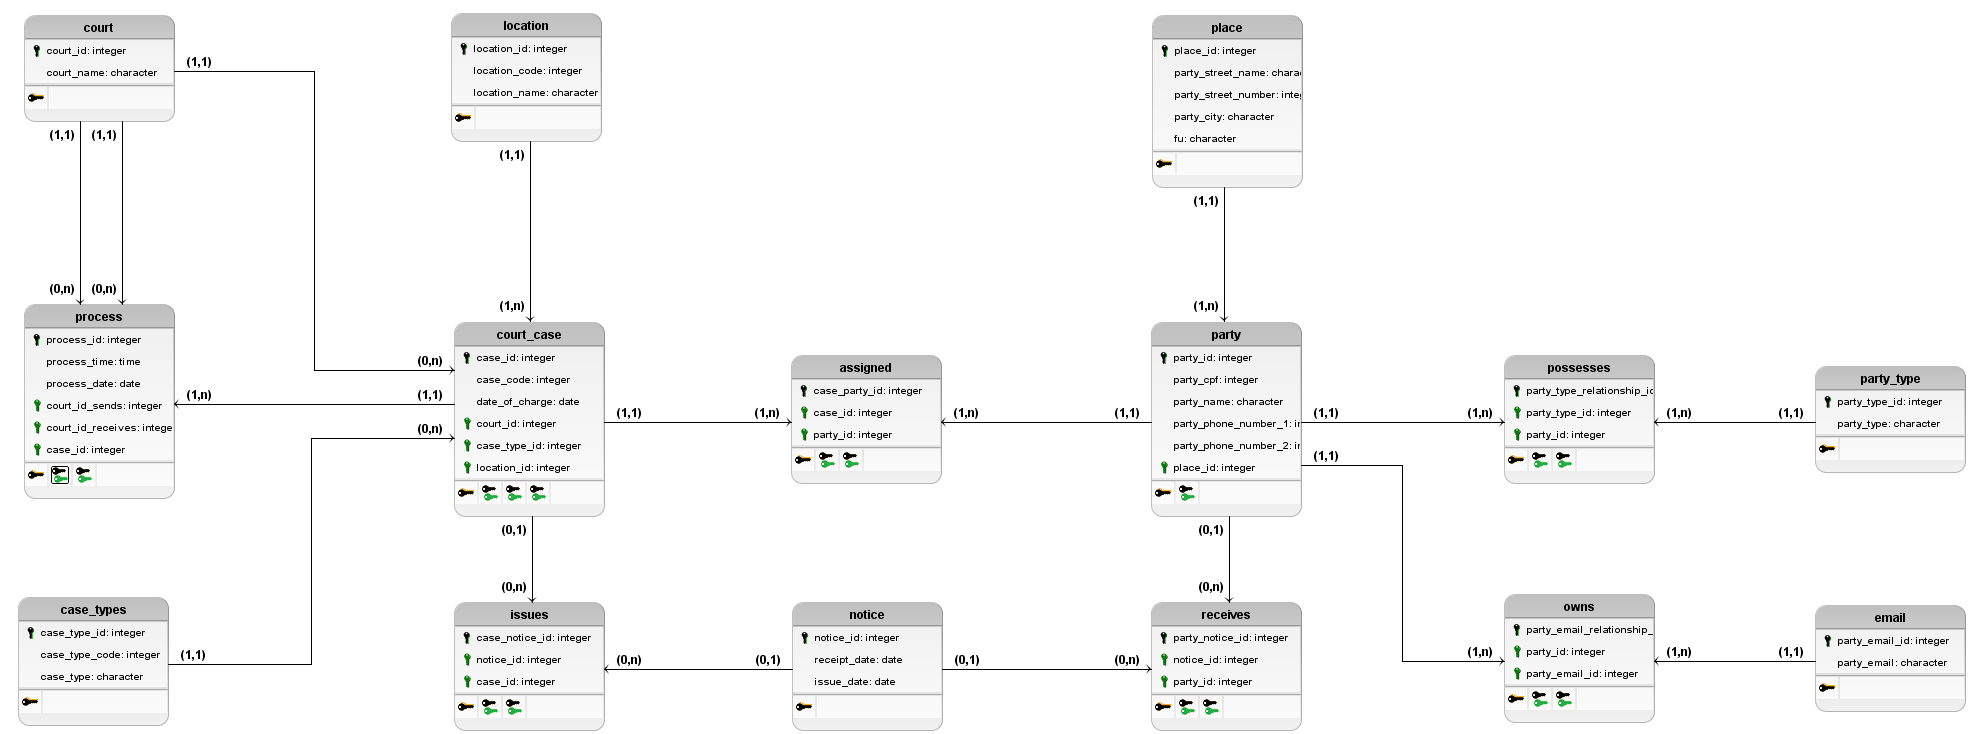 court
court_id: integer
court_name: character
(1,1)
(1,1)
(1,1)
(0,n)
(0,n)
location
location_id: integer
location_code: integer
location_name: character
(1,1)
(1,n)
place
place_id: integer
party_street_name: charac
party_street_number: inte
party_city: character
fu: character
(1,1)
(1,n)
process
process_id: integer
process_time: time
process_date: date
court_id_sends: integer
court_id_receives: intege
case_id: integer
(0,n)
(1,n)
(1,1)
(0,n)
court_case
case_id: integer
case_code: integer
date_of_charge: date
court_id: integer
case_type_id: integer
location_id: integer
(1,1)
(1,n)
(0,1)
(0,n)
assigned
case_party_id: integer
case_id: integer
party_id: integer
(1,n)
(1,1)
party
party_id: integer
party_cpf: integer
party_name: character
party_phone_number_1: i
party_phone_number_2: i
place_id: integer
(1,1)
(1,n)
(1,1)
(0,1)
(0,n)
possesses
party_type_relationship_i
party_type_id: integer
party_id: integer
(1,n)
(1,1)
party_type
party_type_id: integer
party_type: character
case_types
case_type_id: integer
case_type_code: integer
case_type: character
(1,1)
issues
case_notice_id: integer
notice_id: integer
case_id: integer
(0,n)
(0,1)
notice
notice_id: integer
receipt_date: date
issue_date: date
(0,1)
(0,n)
receives
party_notice_id: integer
notice_id: integer
party_id: integer
(1,n)
owns
party_email_relationship_
party_id: integer
party_email_id: integer
(1,n)
(1,1)
email
party_email_id: integer
party_email: character